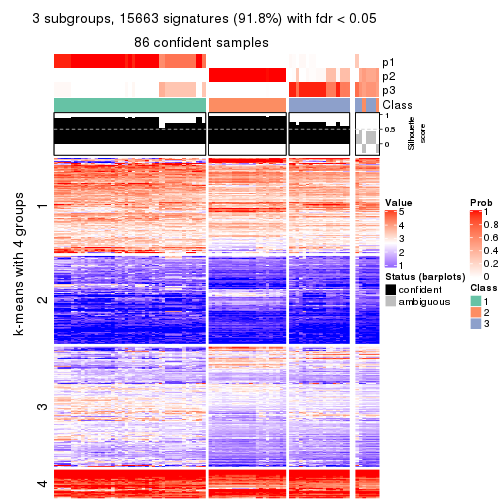 3 subgroups, 15663 signatures (91.8%) with fdr < 0.05
86 confident samples
p1
p2
p3
Class
1
0.5
0
Silhouette
score
k-means with 4 groups
1
2
3
4
Value
5
4
3
2
1
Status (barplots)
confident
ambiguous
Prob
1
0.8
0.6
0.4
0.2
0
Class
1
2
3